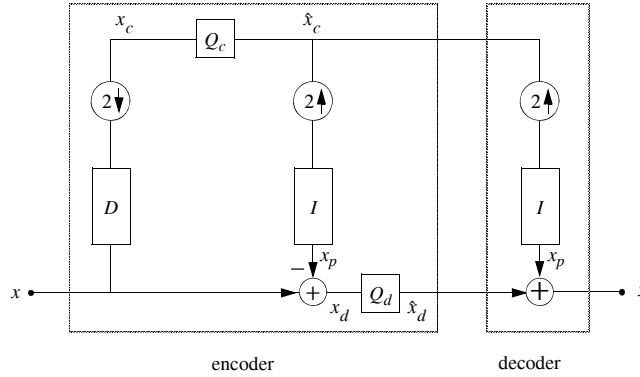 x_c Q_c x̂_c
2 2 2
D I I
− x_p x_p
x + x_d Q_d x̂_d +
encoder decoder